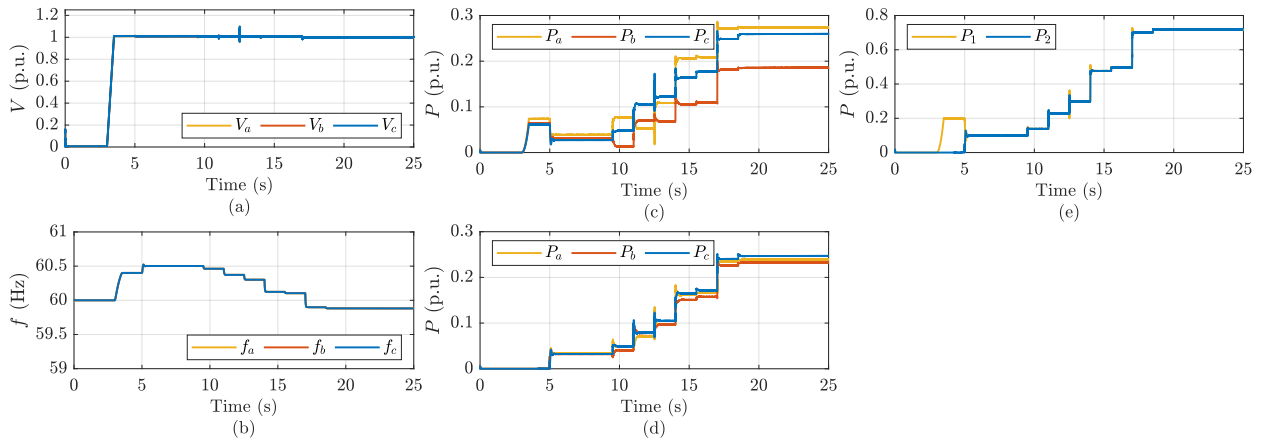 1.2
1
0.8
0.6
0.4
0.2
0
V (p.u.)
V_a V_b V_c
0 5 10 15 20 25
Time (s)
(a)
0.3
0.2
0.1
0
P (p.u.)
P_a P_b P_c
0 5 10 15 20 25
Time (s)
(c)
0.8
0.6
0.4
0.2
0
P (p.u.)
P_1 P_2
0 5 10 15 20 25
Time (s)
(e)
61
60.5
60
59.5
59
f (Hz)
f_a f_b f_c
0 5 10 15 20 25
Time (s)
(b)
0.3
0.2
0.1
0
P (p.u.)
P_a P_b P_c
0 5 10 15 20 25
Time (s)
(d)